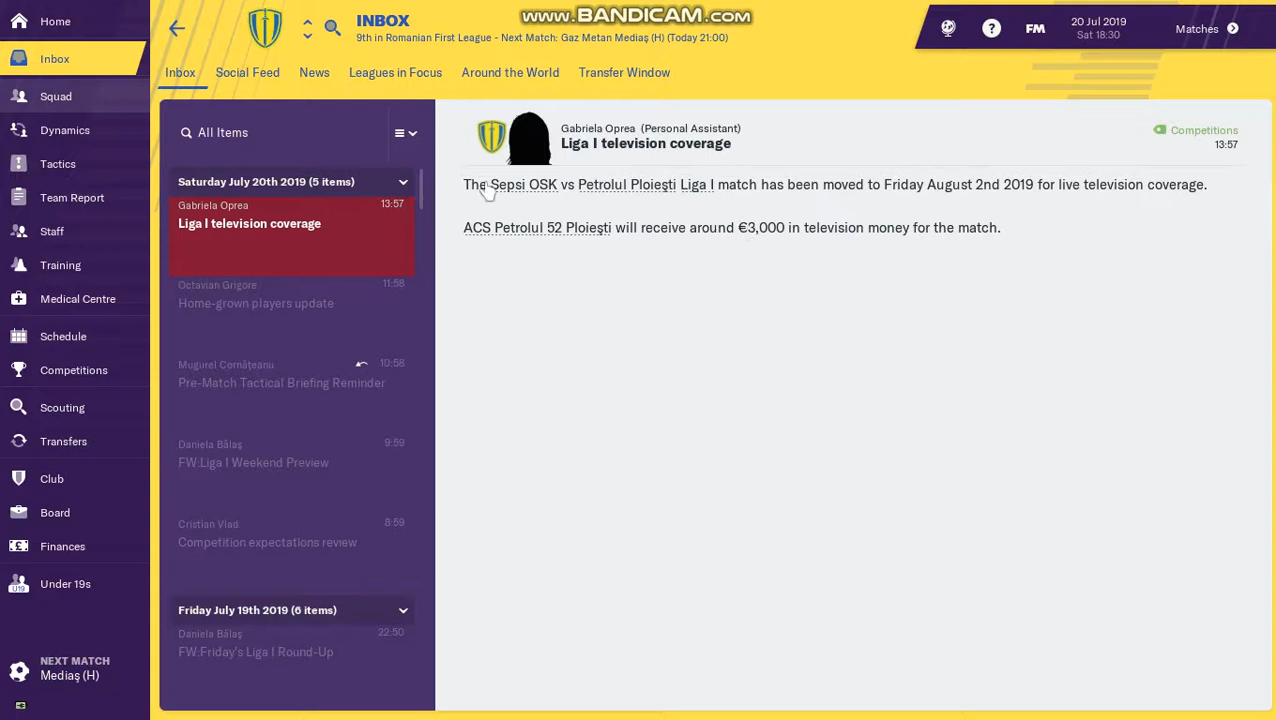 www.BANDICAM.com
Home
Inbox
Squad
Dynamics
Tactics
Team Report
Staff
Training
Medical Centre
Schedule
Competitions
Scouting
Transfers
Club
Board
Finances
U19
Under 19s
NEXT MATCH
Mediaș (H)
INBOX
9th in Romanian First League - Next Match: Gaz Metan Mediaș (H) (Today 21:00)
?
FM
20 Jul 2019
Sat 18:30
Matches
Inbox
Social Feed
News
Leagues in Focus
Around the World
Transfer Window
All Items
Saturday July 20th 2019 (5 items)
Gabriela Oprea 13:57
Liga I television coverage
Octavian Grigore 11:58
Home-grown players update
Mugurel Cornățeanu 10:58
Pre-Match Tactical Briefing Reminder
Daniela Bălaș 9:59
FW:Liga I Weekend Preview
Cristian Vlad 8:59
Competition expectations review
Friday July 19th 2019 (6 items)
Daniela Bălaș 22:50
FW:Friday's Liga I Round-Up
Gabriela Oprea (Personal Assistant)
Liga I television coverage
Competitions
13:57
The Sepsi OSK vs Petrolul Ploiești Liga I match has been moved to Friday August 2nd 2019 for live television coverage.
ACS Petrolul 52 Ploiești will receive around €3,000 in television money for the match.